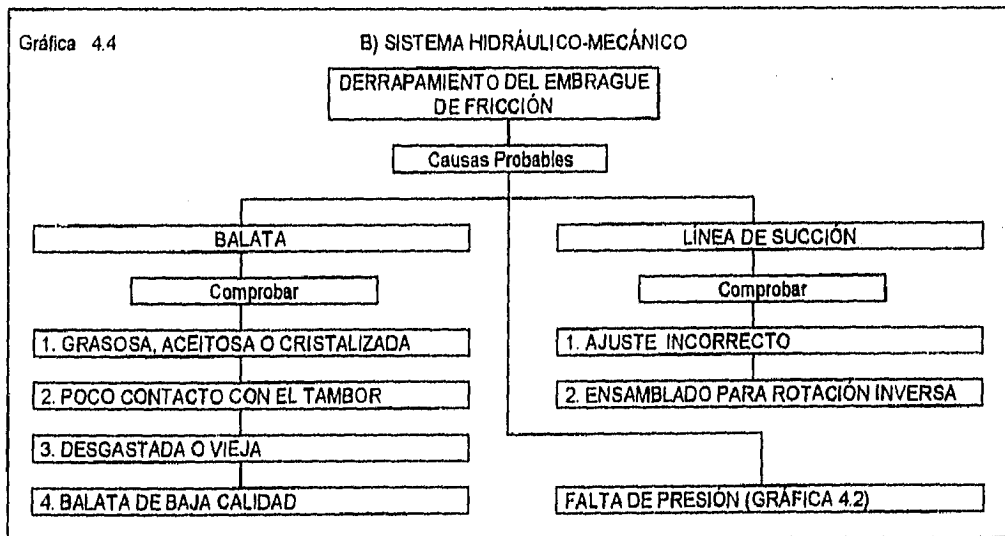 Gráfica 4.4
B) SISTEMA HIDRÁULICO-MECÁNICO
DERRAPAMIENTO DEL EMBRAGUE
DE FRICCIÓN
Causas Probables
BALATA
Comprobar
1. GRASOSA, ACEITOSA O CRISTALIZADA
2. POCO CONTACTO CON EL TAMBOR
3. DESGASTADA O VIEJA
4. BALATA DE BAJA CALIDAD
LÍNEA DE SUCCIÓN
Comprobar
1. AJUSTE INCORRECTO
2. ENSAMBLADO PARA ROTACIÓN INVERSA
FALTA DE PRESIÓN (GRÁFICA 4.2)